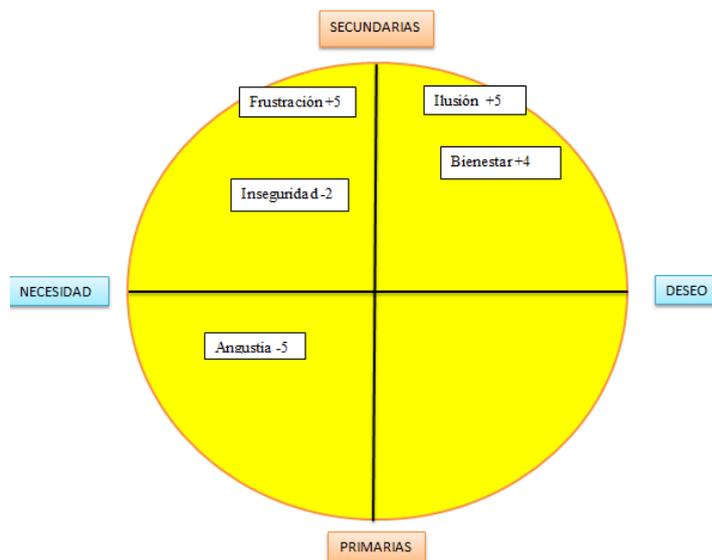 SECUNDARIAS
Frustración +5
Ilusión +5
Bienestar +4
Inseguridad -2
NECESIDAD
DESEO
Angustia -5
PRIMARIAS